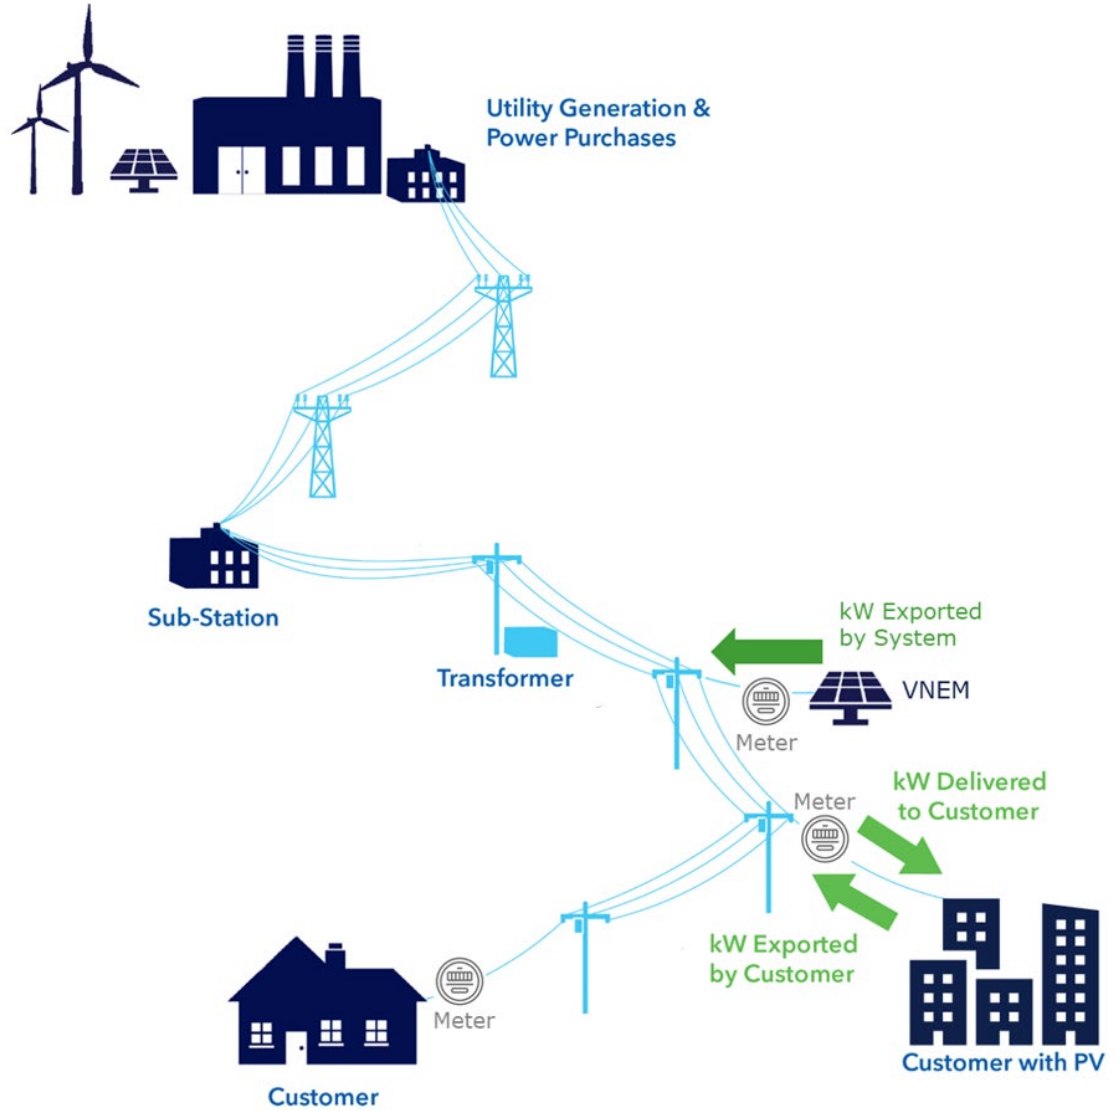 Utility Generation &
Power Purchases
Sub-Station
Transformer
kW Exported
by System
VNEM
Meter
kW Delivered
to Customer
Meter
kW Exported
by Customer
Meter
Customer with PV
Customer